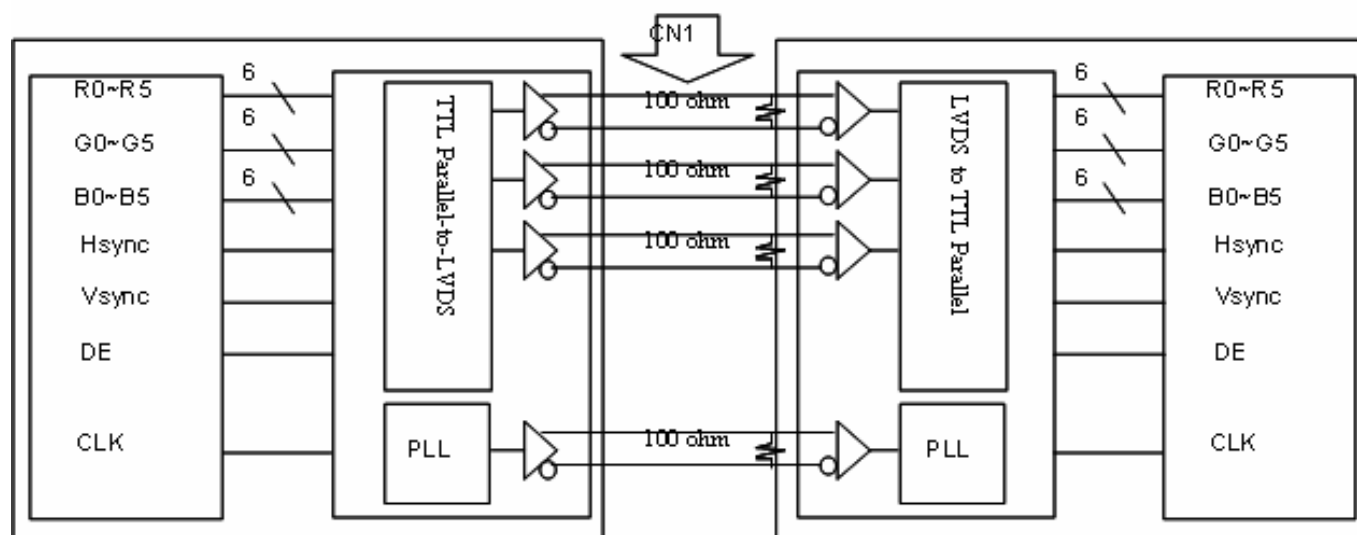 CN1
6
R0~R5
6
G0~G5
6
B0~B5
Hsync
Vsync
DE
CLK
TTL Parallel-to-LVDS
PLL
100 ohm
100 ohm
100 ohm
100 ohm
LVDS to TTL Parallel
PLL
6
R0~R5
6
G0~G5
6
B0~B5
Hsync
Vsync
DE
CLK